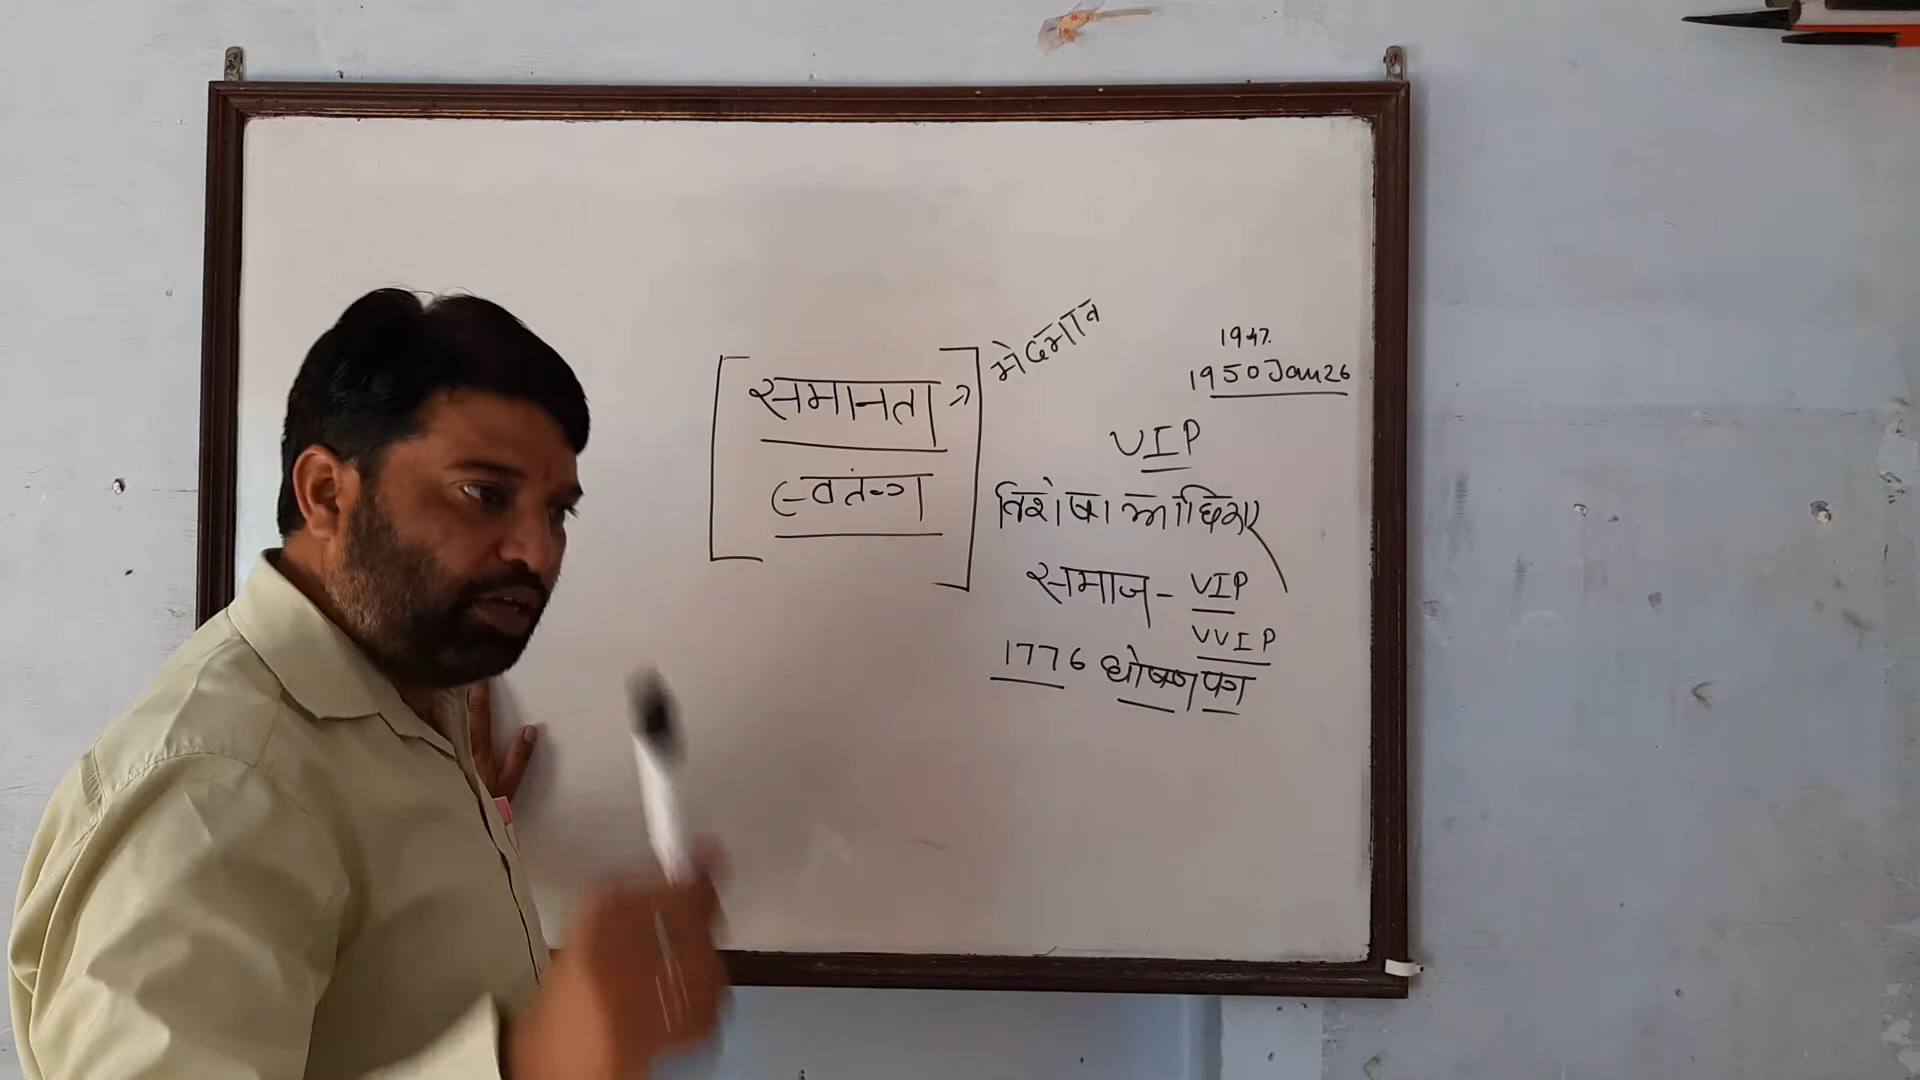 समानता →
स्वतंत्र
भेदभाव
1947.
1950 Jan 26
VIP
विशेषाधिकार
समाज - VIP
VVIP
1776 घोषणा पत्र